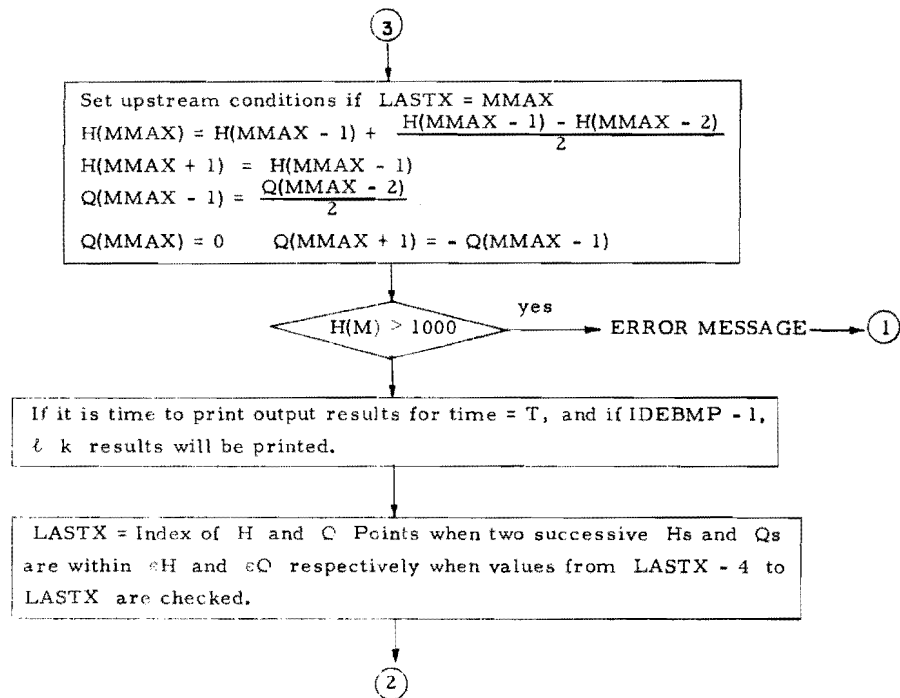 3
Set upstream conditions if LASTX = MMAX
H(MMAX) = H(MMAX - 1) + H(MMAX - 1) - H(MMAX - 2) / 2
H(MMAX + 1) = H(MMAX - 1)
Q(MMAX - 1) = Q(MMAX - 2) / 2
Q(MMAX) = 0 Q(MMAX + 1) = - Q(MMAX - 1)
H(M) > 1000
yes
ERROR MESSAGE
1
If it is time to print output results for time = T, and if IDEBMP - 1,
ℓ k results will be printed.
LASTX = Index of H and Q Points when two successive Hs and Qs
are within εH and εQ respectively when values from LASTX - 4 to
LASTX are checked.
2